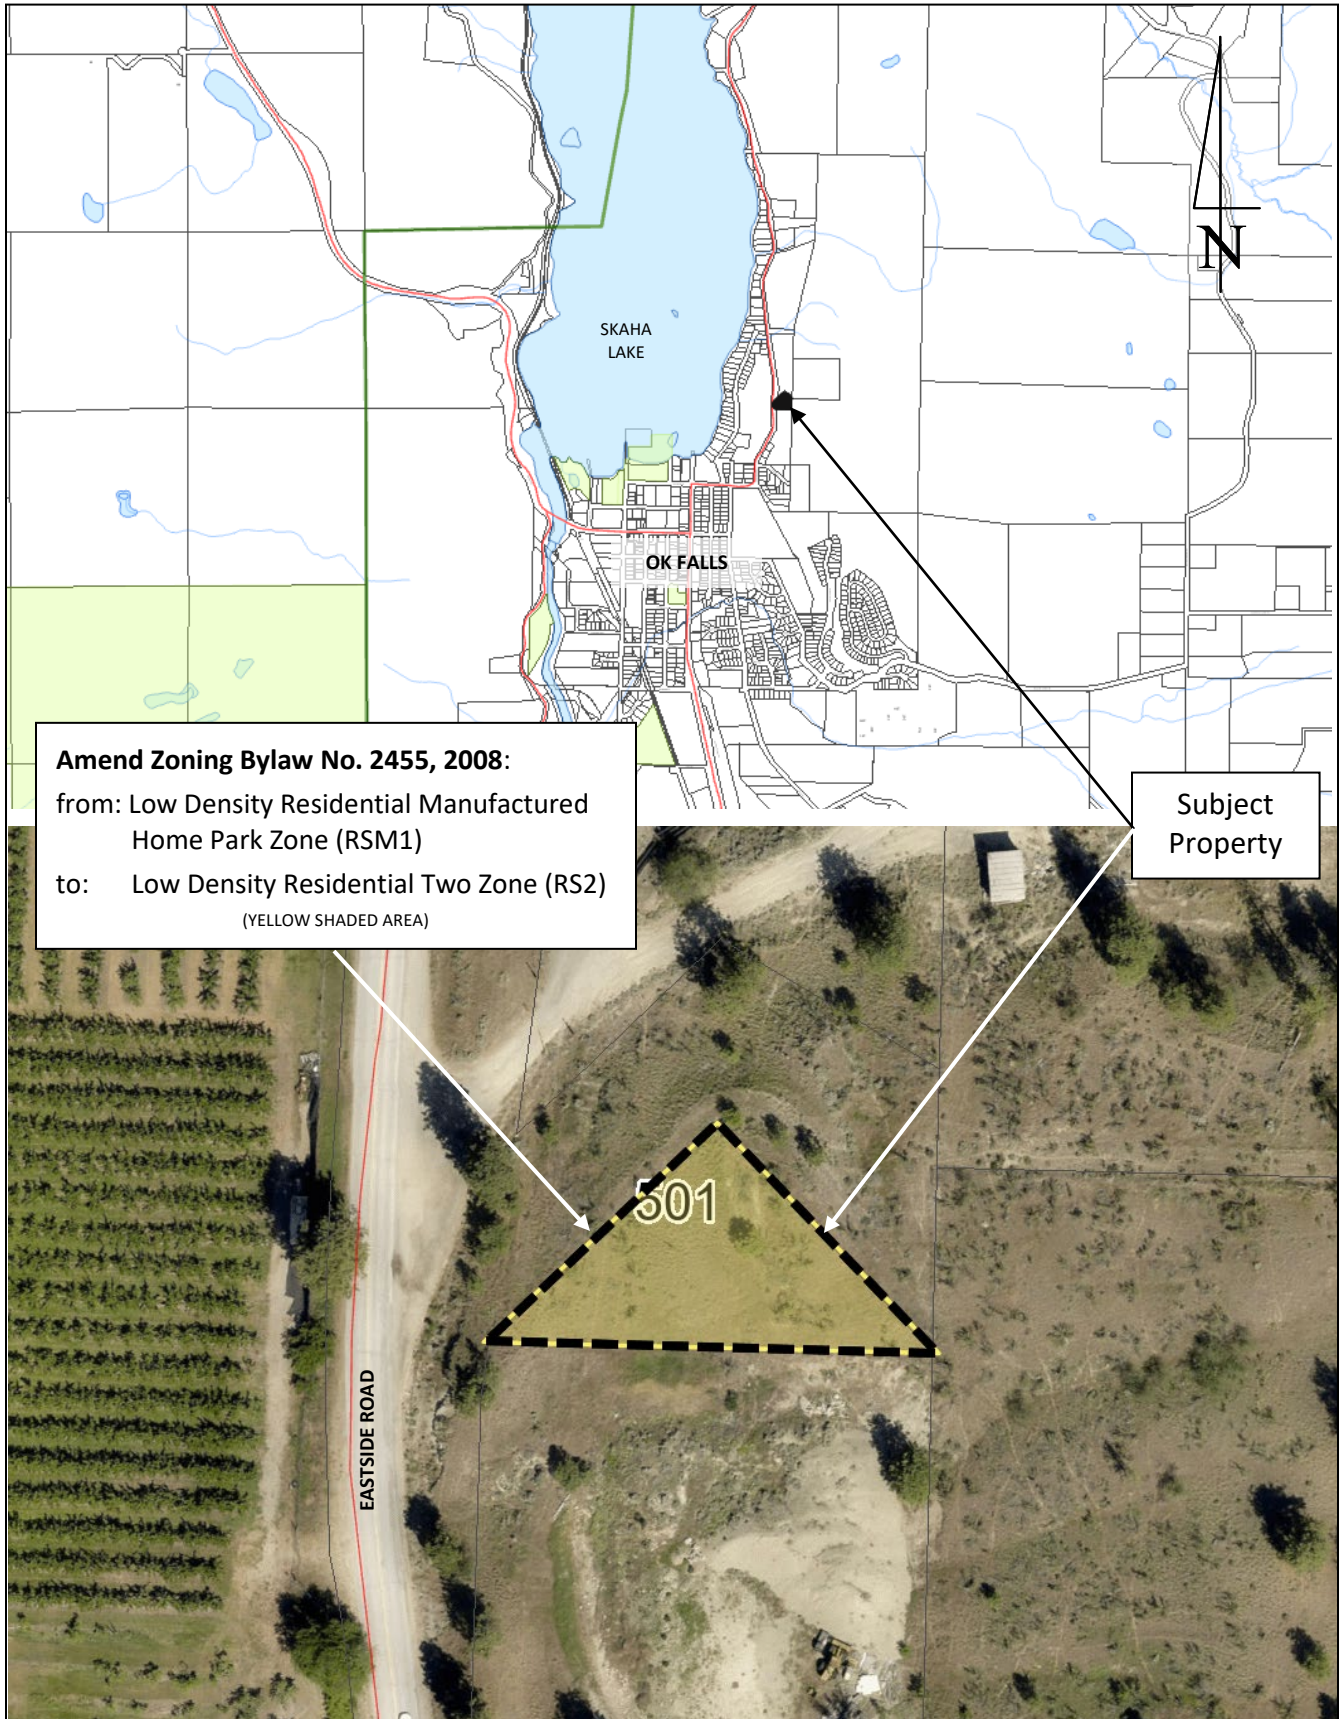 SKAHA
LAKE
N
OK FALLS
Amend Zoning Bylaw No. 2455, 2008:
from: Low Density Residential Manufactured
Home Park Zone (RSM1)
to: Low Density Residential Two Zone (RS2)
(YELLOW SHADED AREA)
Subject
Property
501
EASTSIDE ROAD